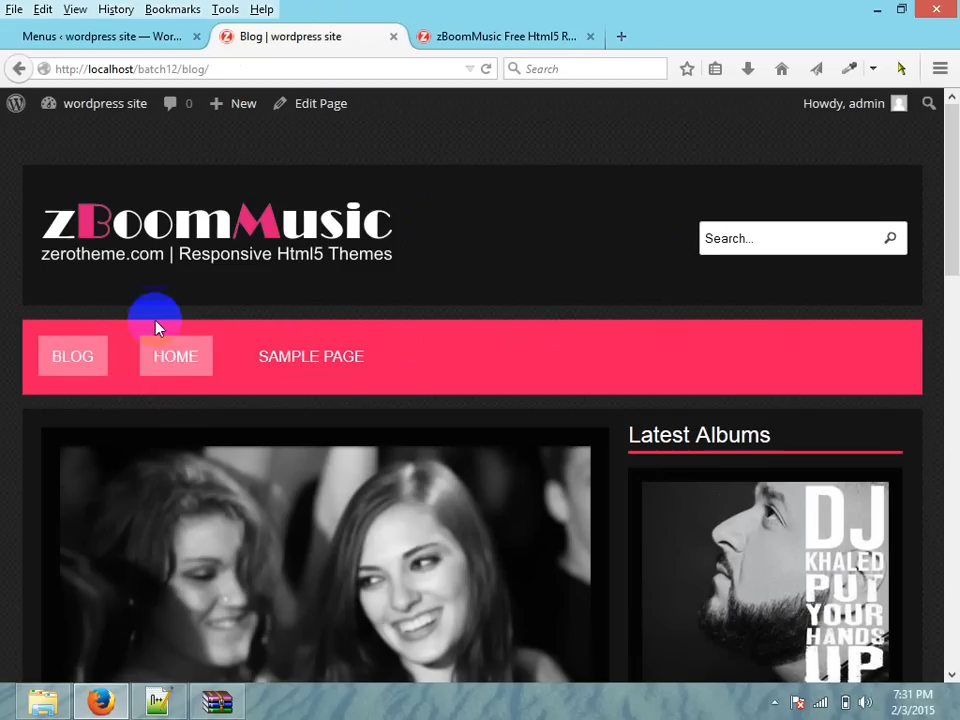 File Edit View History Bookmarks Tools Help
Menus ‹ wordpress site — Wor...
Blog | wordpress site
zBoomMusic Free Html5 R...
http://localhost/batch12/blog/
Search
wordpress site
0
New
Edit Page
Howdy, admin
zBoomMusic
zerotheme.com | Responsive Html5 Themes
Search...
BLOG HOME SAMPLE PAGE
Latest Albums
DJ
KHALED
PUT
YOUR
HANDS
UP
7:31 PM
2/3/2015